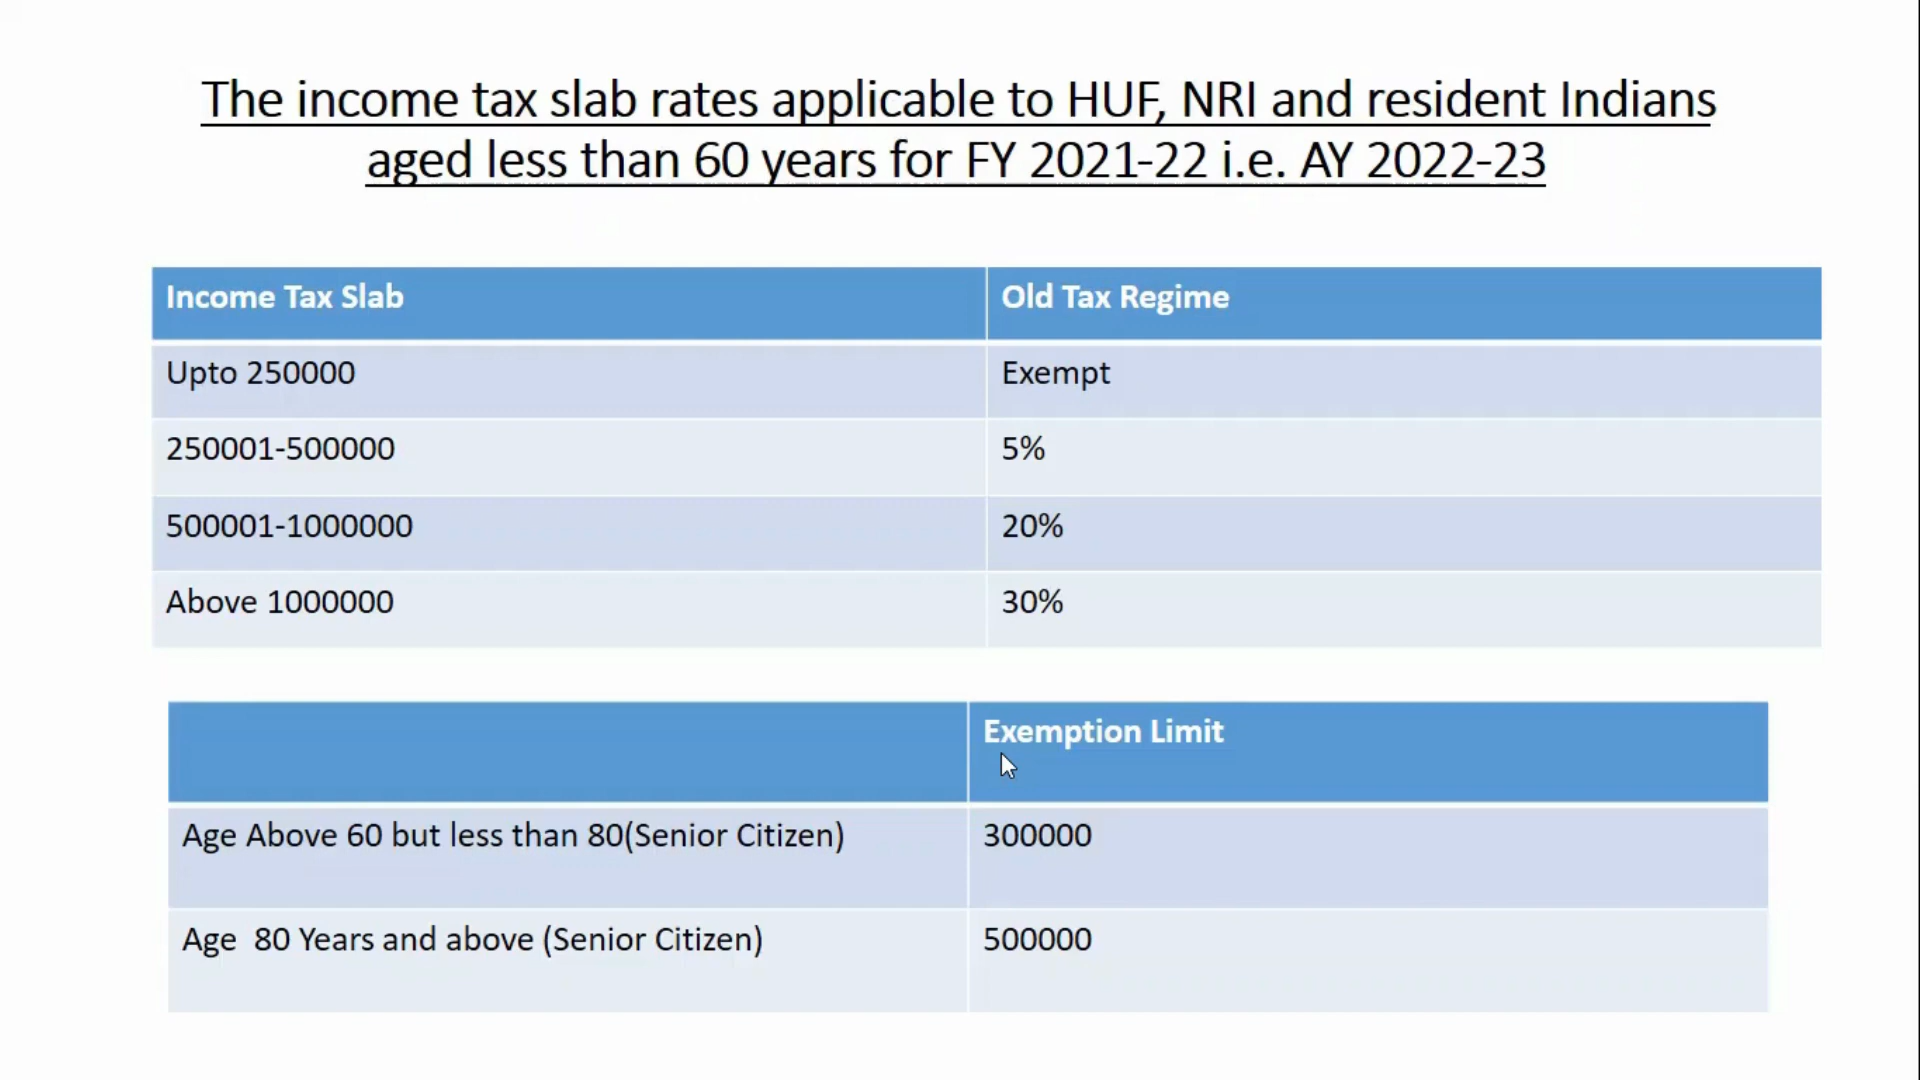 The income tax slab rates applicable to HUF, NRI and resident Indians
aged less than 60 years for FY 2021-22 i.e. AY 2022-23
Income Tax Slab
Old Tax Regime
Upto 250000
Exempt
250001-500000
5%
500001-1000000
20%
Above 1000000
30%
Exemption Limit
Age Above 60 but less than 80(Senior Citizen)
300000
Age  80 Years and above (Senior Citizen)
500000